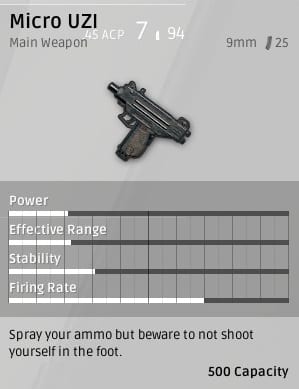 Micro UZI
Main Weapon
45 ACP 7 94
9mm 25
Power
Effective Range
Stability
Firing Rate
Spray your ammo but beware to not shoot
yourself in the foot.
500 Capacity